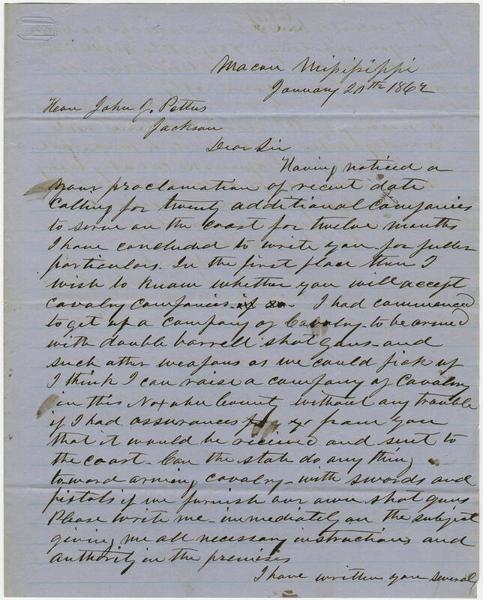 Macon Mississippi
January 20th 1862
Hon John J. Pettus
Jackson
Dear Sir
Having noticed a
your proclamation of recent date
calling for twenty additional companies
to serve on the coast for twelve months
I have concluded to write you for futher
particulars. In the first place then I
wish to know whether you will accept
cavalry companies if so. I had commenced
to get up a company of Cavalry to be armed
with double barrell shot guns and
such other weapons as we could pick up
I think I can raise a company of Cavalry
in this Noxubee County without any trouble
if I had assurances from you
that it would be recieved and sent to
the coast. Can the state do any thing
toward arming cavalry with swords and
pistols if we furnish our own shot guns
Please write me immediately on the subject
giving me all necessary instructions and
authority in the premises
I have written you several